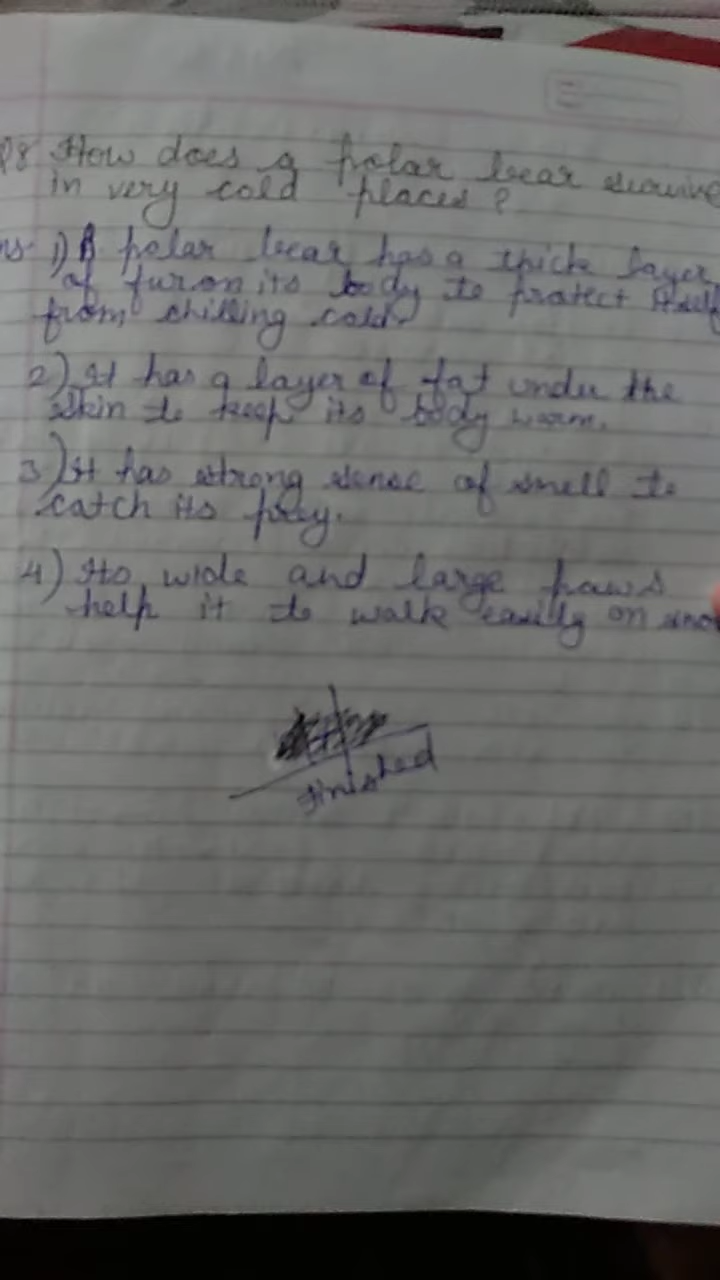 Q8 How does a polar bear survive
in very cold places?
Ans- 1) A polar bear has a thick layer
of fur on its body to protect itself
from chilling cold.
2) It has a layer of fat under the
skin to keep its body warm.
3) It has strong sense of smell to
catch its prey.
4) Its wide and large paws
help it to walk easily on snow
Finished